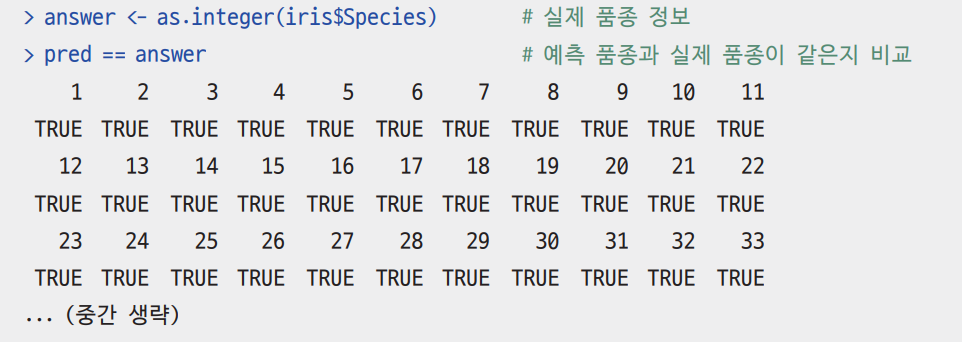 > answer <- as.integer(iris$Species) # 실제 품종 정보
> pred == answer # 예측 품종과 실제 품종이 같은지 비교
1 2 3 4 5 6 7 8 9 10 11
TRUE TRUE TRUE TRUE TRUE TRUE TRUE TRUE TRUE TRUE TRUE
12 13 14 15 16 17 18 19 20 21 22
TRUE TRUE TRUE TRUE TRUE TRUE TRUE TRUE TRUE TRUE TRUE
23 24 25 26 27 28 29 30 31 32 33
TRUE TRUE TRUE TRUE TRUE TRUE TRUE TRUE TRUE TRUE TRUE
... (중간 생략)